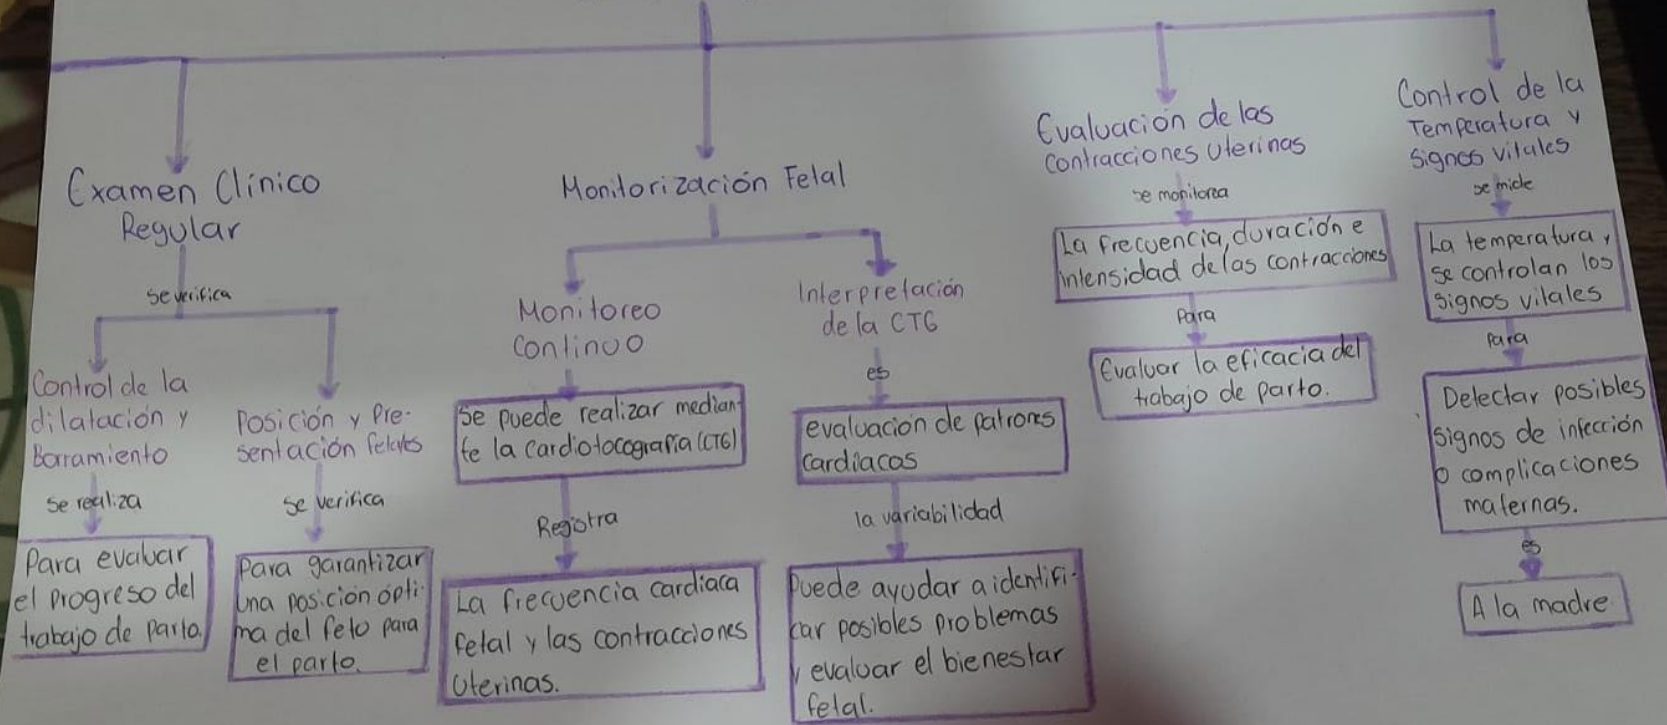 Examen Clínico
Regular
se verifica
Control de la
dilatación y
Borramiento
se realiza
Para evaluar
el progreso del
trabajo de parto.
Posición y Pre-
sentación fetales
se verifica
Para garantizar
una posición ópti-
ma del feto para
el parto.
Monitorización Fetal
Monitoreo
Continuo
Se puede realizar median-
te la cardiotocografía (CTG)
Registra
La frecuencia cardiaca
fetal y las contracciones
Uterinas.
Interpretación
de la CTG
es
evaluación de patrones
cardiacos
la variabilidad
Puede ayudar a identifi-
car posibles problemas
y evaluar el bienestar
fetal.
Evaluación de las
contracciones Uterinas
se monitorea
La frecuencia, duración e
intensidad de las contracciones
Para
Evaluar la eficacia del
trabajo de parto.
Control de la
Temperatura y
Signos vitales
se mide
La temperatura,
se controlan los
signos vitales
Para
Detectar posibles
signos de infección
o complicaciones
maternas.
es
A la madre